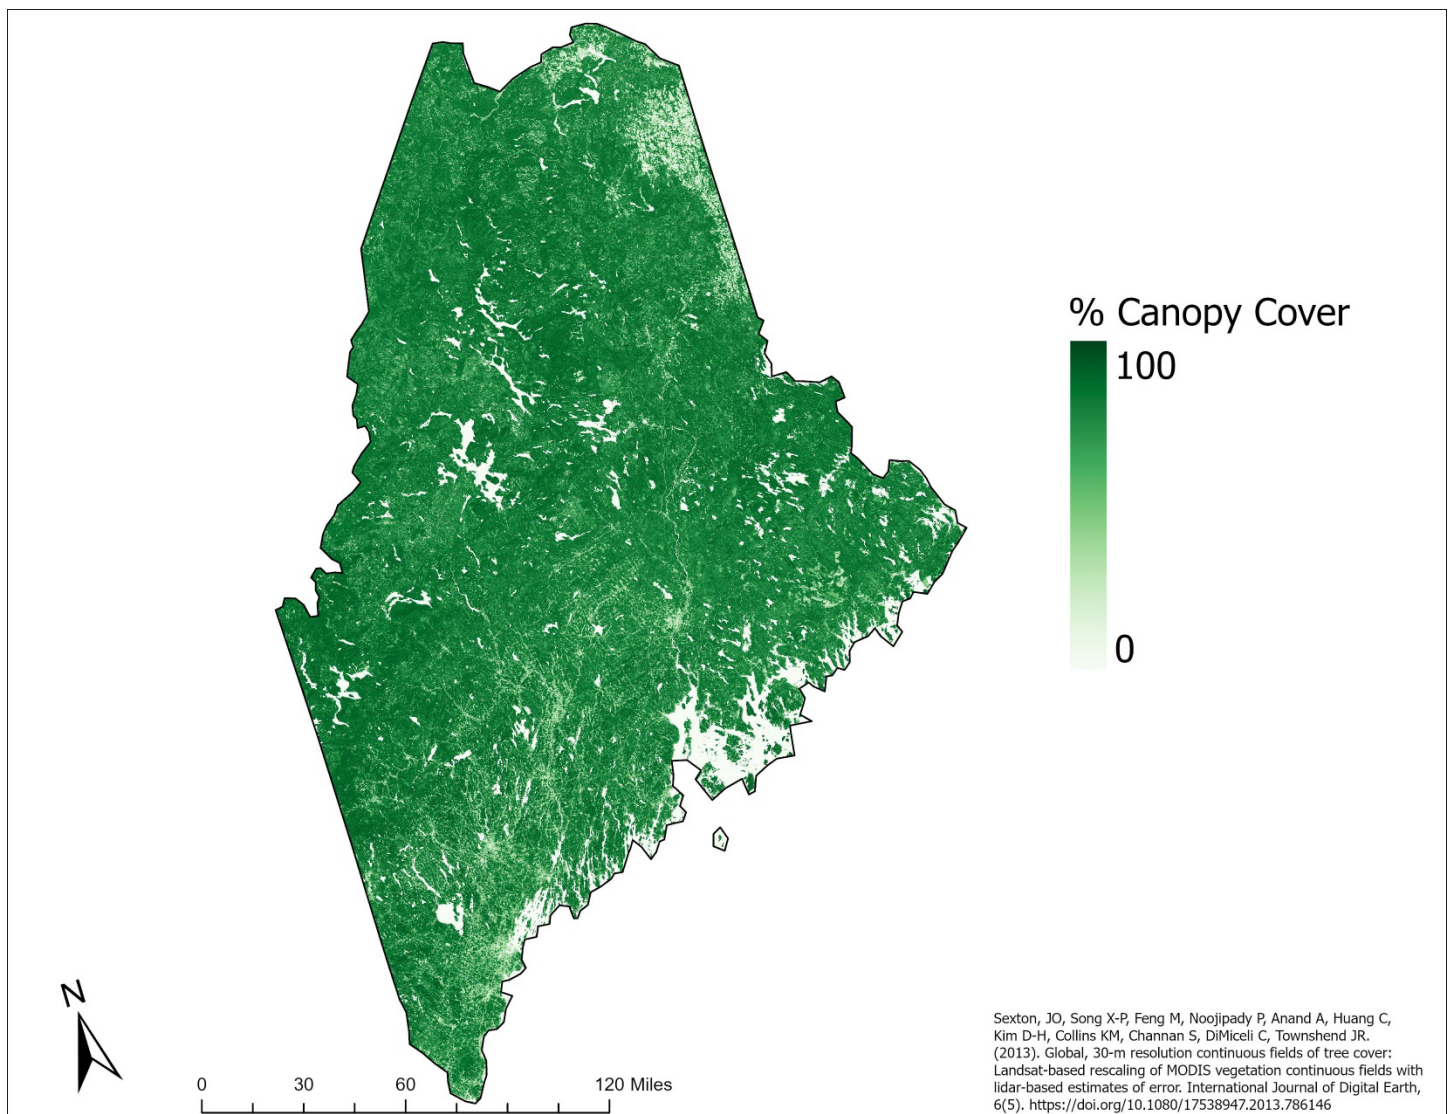 % Canopy Cover
100
0
N
0 30 60 120 Miles
Sexton, JO, Song X-P, Feng M, Noojipady P, Anand A, Huang C,
Kim D-H, Collins KM, Channan S, DiMiceli C, Townshend JR.
(2013). Global, 30-m resolution continuous fields of tree cover:
Landsat-based rescaling of MODIS vegetation continuous fields with
lidar-based estimates of error. International Journal of Digital Earth,
6(5). https://doi.org/10.1080/17538947.2013.786146